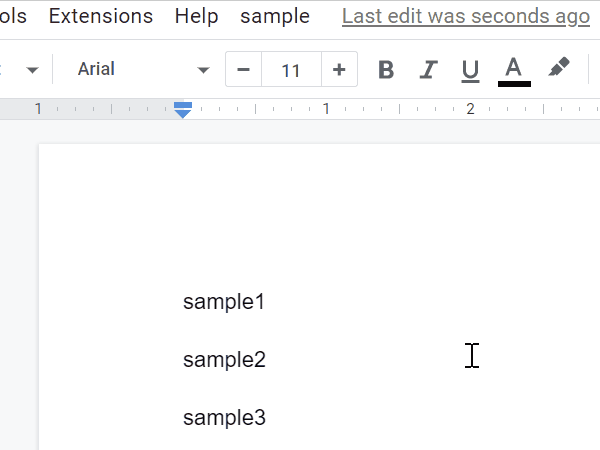 ols Extensions Help sample Last edit was seconds ago
Arial 11 B I U A
1 1 2
sample1
sample2
sample3